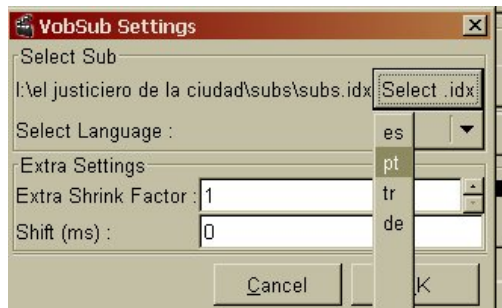 VobSub Settings
Select Sub
I:\el justiciero de la ciudad\subs\subs.idx Select .idx
Select Language :
es
pt
tr
de
Extra Settings
Extra Shrink Factor : 1
Shift (ms) : 0
Cancel K